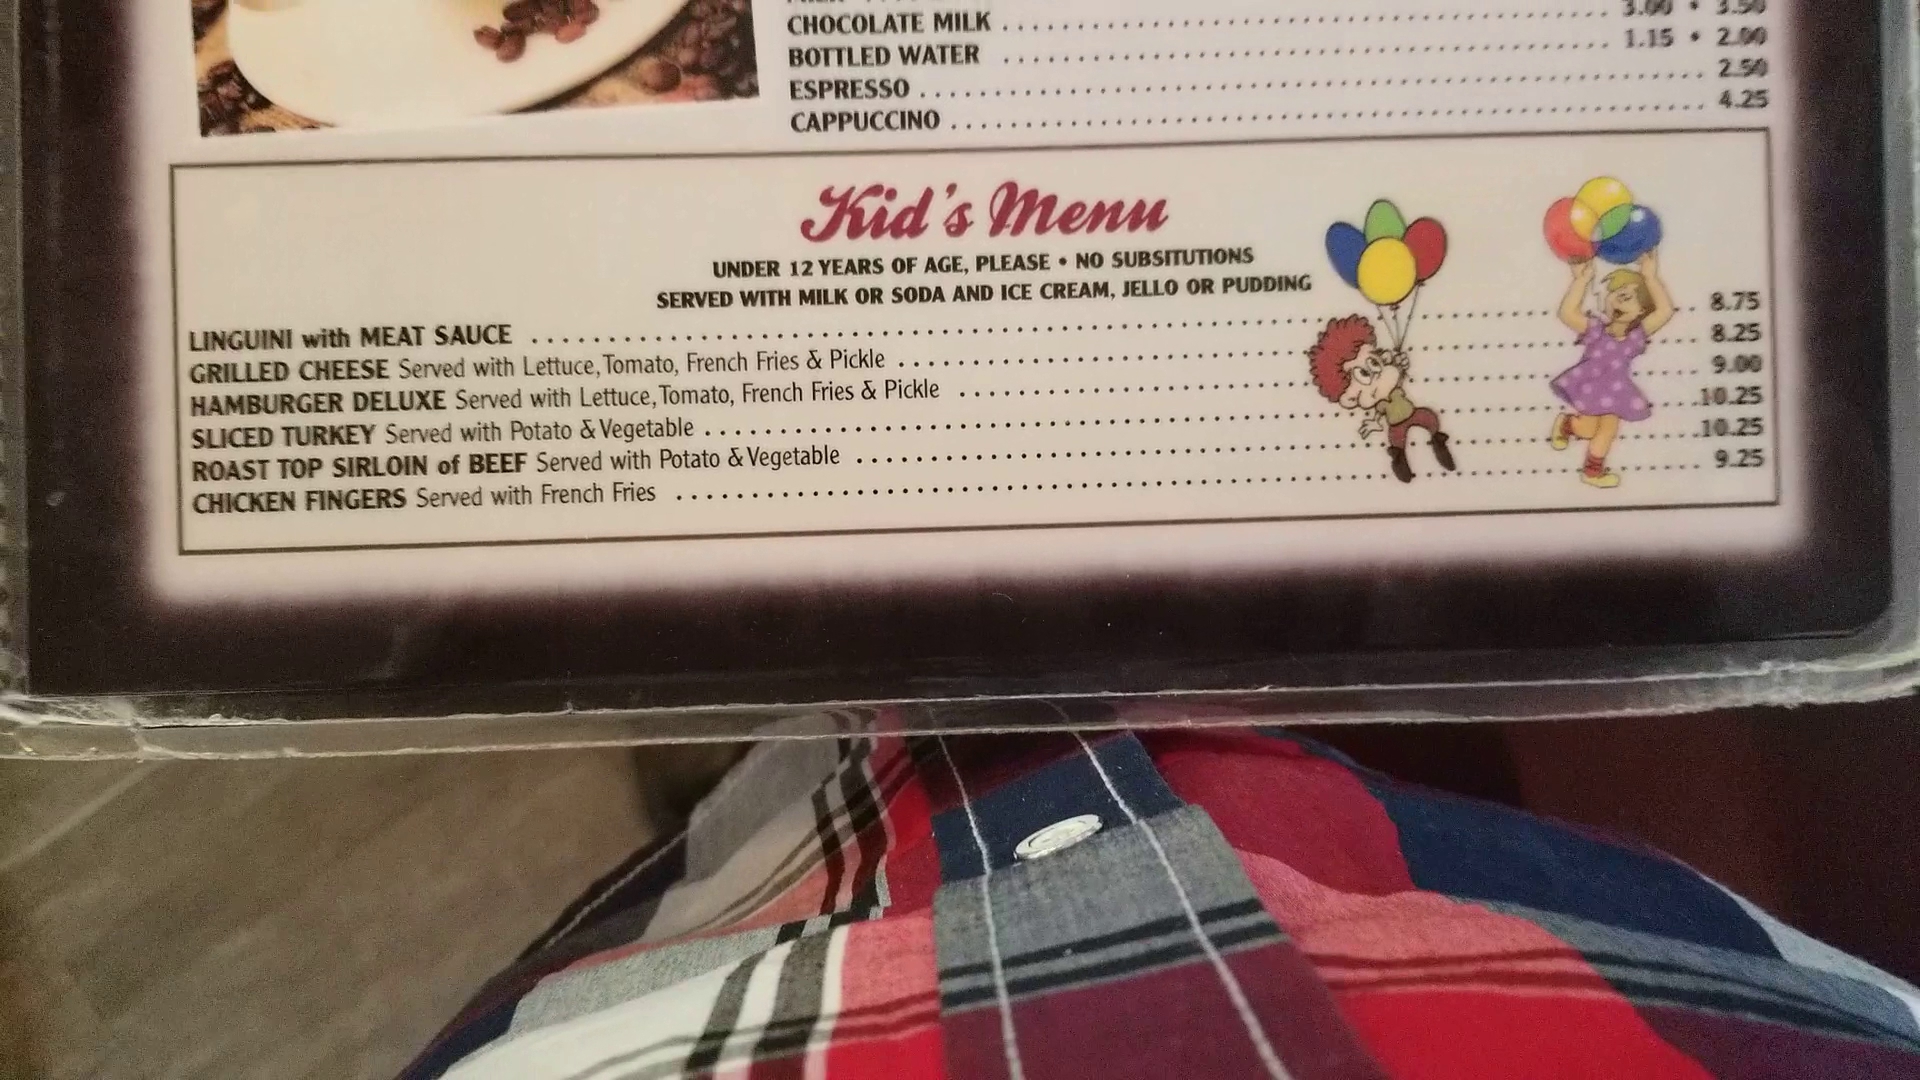 CHOCOLATE MILK ..... 3.00 • 3.50
BOTTLED WATER ..... 1.15 • 2.00
ESPRESSO ..... 2.50
CAPPUCCINO ..... 4.25
Kid's Menu
UNDER 12 YEARS OF AGE, PLEASE • NO SUBSITUTIONS
SERVED WITH MILK OR SODA AND ICE CREAM, JELLO OR PUDDING
LINGUINI with MEAT SAUCE ..... 8.75
GRILLED CHEESE Served with Lettuce, Tomato, French Fries & Pickle ..... 8.25
HAMBURGER DELUXE Served with Lettuce, Tomato, French Fries & Pickle ..... 9.00
SLICED TURKEY Served with Potato & Vegetable ..... 10.25
ROAST TOP SIRLOIN of BEEF Served with Potato & Vegetable ..... 10.25
CHICKEN FINGERS Served with French Fries ..... 9.25